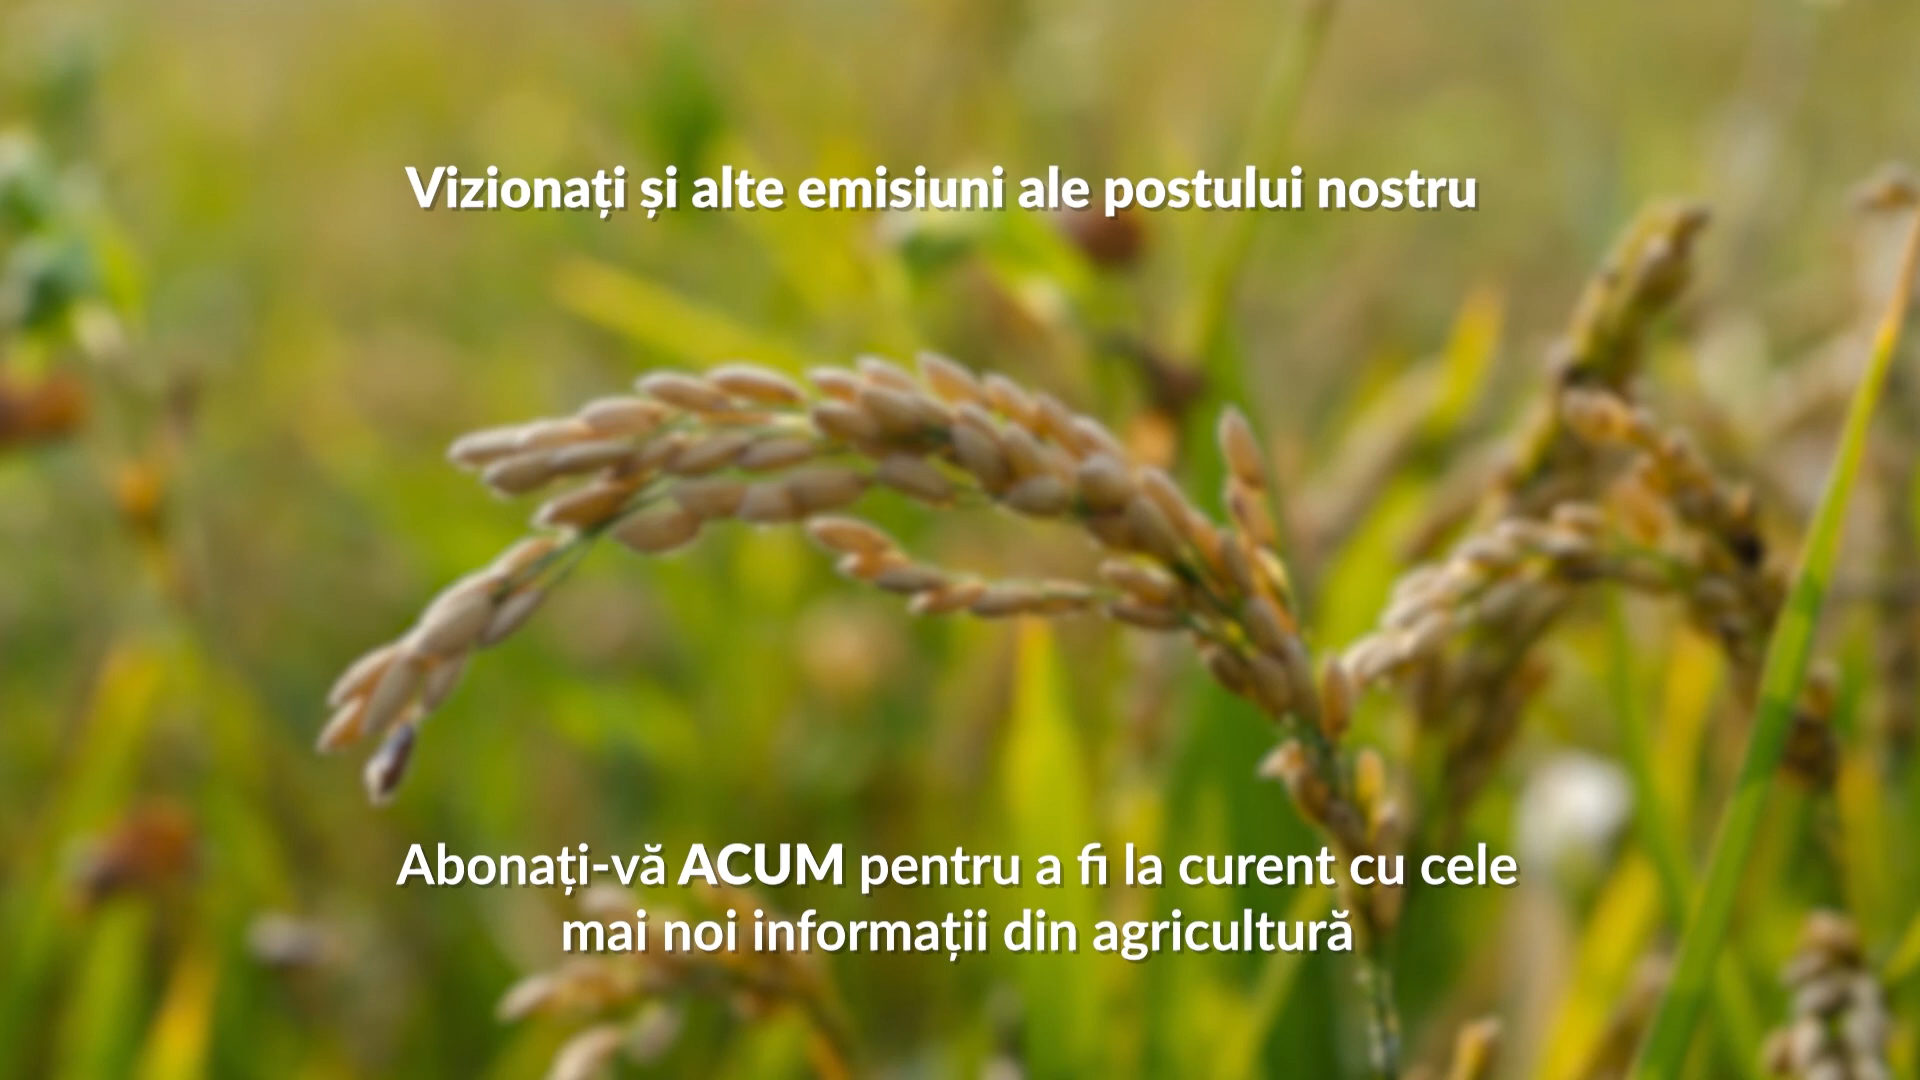 Vizionați și alte emisiuni ale postului nostru
Abonați-vă ACUM pentru a fi la curent cu cele
mai noi informații din agricultură